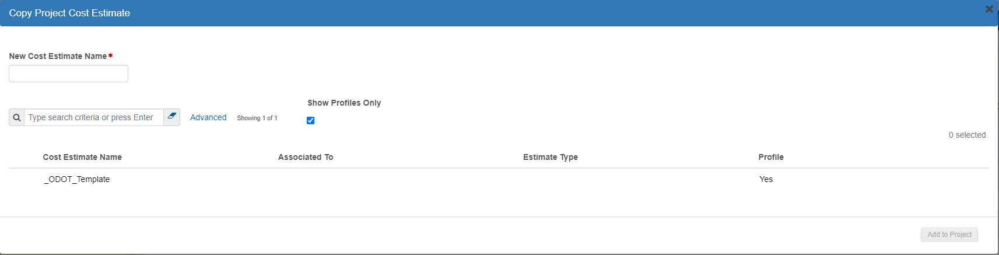 Copy Project Cost Estimate
New Cost Estimate Name*
Show Profiles Only
Type search criteria or press Enter Advanced Showing 1 of 1
0 selected
Cost Estimate Name Associated To Estimate Type Profile
_ODOT_Template Yes
Add to Project